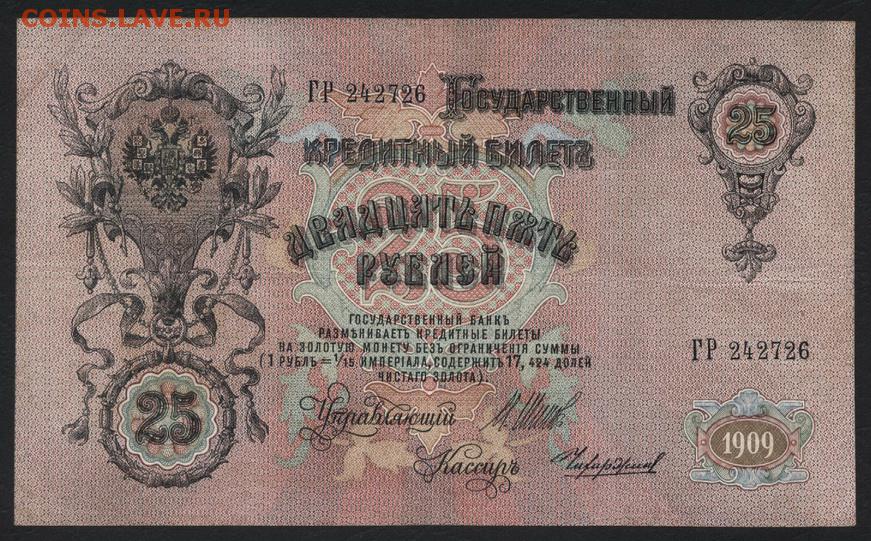 COINS.LAVE.RU
ГР 242726 Государственный
25
Кредитный Билетъ
25
Двадцать пять
рублей
Государственный банкъ
размѣниваетъ кредитные билеты
на золотую монету безъ ограниченія суммы
(1 рубль = 1/15 имперіала, содержитъ 17,424 долей
чистаго золота).
ГР 242726
25
Управляющій
Кассиръ
1909